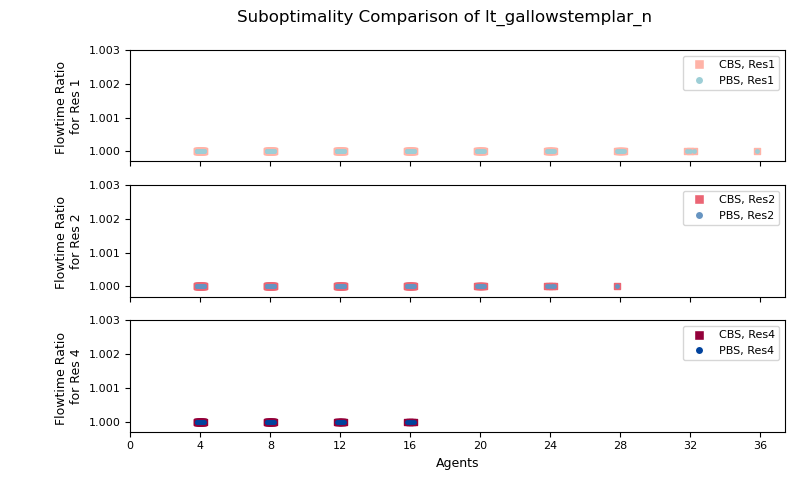 Suboptimality Comparison of lt_gallowstemplar_n
Flowtime Ratio
for Res 1
1.003
1.002
1.001
1.000
CBS, Res1
PBS, Res1
Flowtime Ratio
for Res 2
1.003
1.002
1.001
1.000
CBS, Res2
PBS, Res2
Flowtime Ratio
for Res 4
1.003
1.002
1.001
1.000
CBS, Res4
PBS, Res4
0 4 8 12 16 20 24 28 32 36
Agents